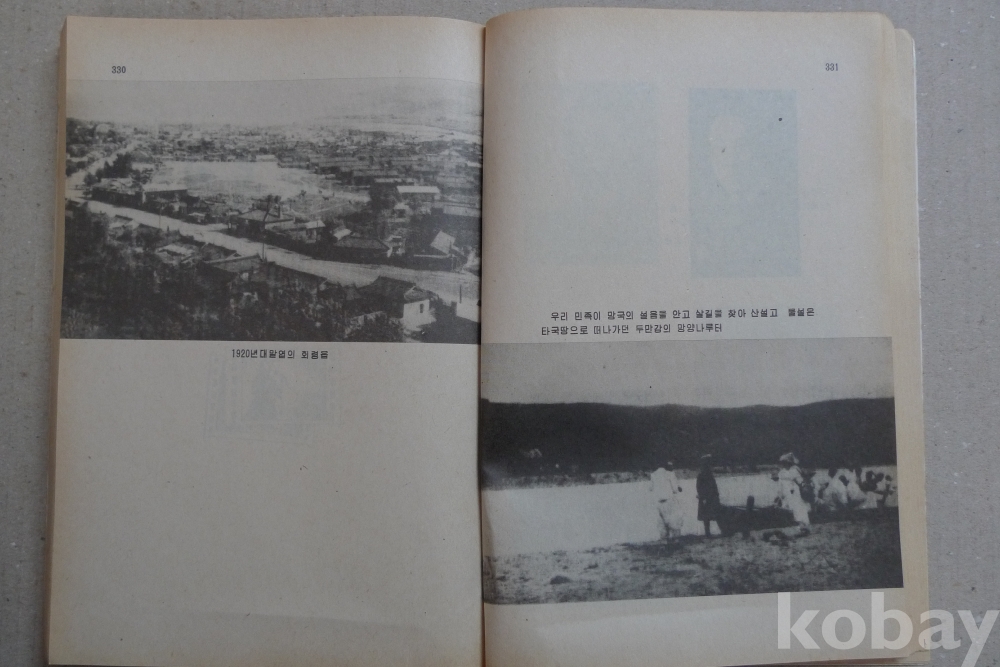 330
1920년대말엽의 회령읍
331
우리 민족이 망국의 설음을 안고 살길을 찾아 산설고 물설은
타국땅으로 떠나가던 두만강의 망양나루터
kobay